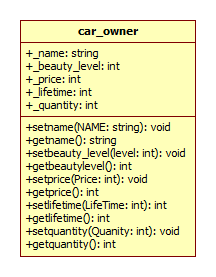 car_owner
+_name: string
+_beauty_level: int
+_price: int
+_lifetime: int
+_quantity: int
+setname(NAME: string): void
+getname(): string
+setbeauty_level(level: int): void
+getbeautylevel(): int
+setprice(Price: int): void
+getprice(): int
+setlifetime(LifeTime: int): int
+getlifetime(): int
+setquantity(Quanity: int): void
+getquantity(): int